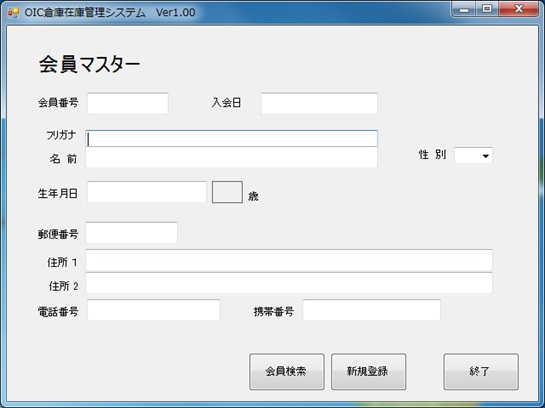 OIC倉庫在庫管理システム Ver1.00
会員マスター
会員番号 入会日
フリガナ
名 前 性 別
生年月日 歳
郵便番号
住所 1
住所 2
電話番号 携帯番号
会員検索 新規登録 終了